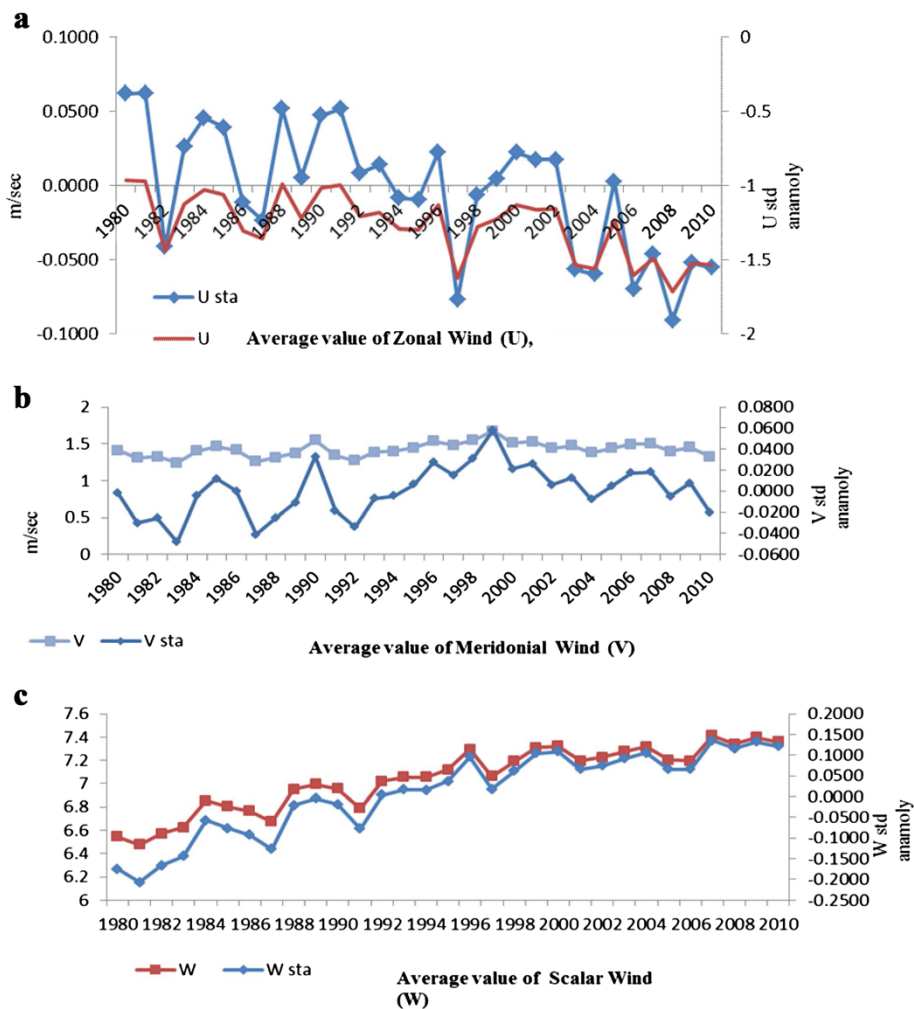 a
0.1000
0.0500
0.0000
-0.0500
-0.1000
m/sec
0
-0.5
-1
-1.5
-2
U std
anamoly
1980 1982 1984 1986 1988 1990 1992 1994 1996 1998 2000 2002 2004 2006 2008 2010
U sta
U
Average value of Zonal Wind (U),
b
2
1.5
1
0.5
0
m/sec
0.0800
0.0600
0.0400
0.0200
0.0000
-0.0200
-0.0400
-0.0600
V std
anamoly
1980 1982 1984 1986 1988 1990 1992 1994 1996 1998 2000 2002 2004 2006 2008 2010
V V sta
Average value of Meridonial Wind (V)
c
7.6
7.4
7.2
7
6.8
6.6
6.4
6.2
6
0.2000
0.1500
0.1000
0.0500
0.0000
-0.0500
-0.1000
-0.1500
-0.2000
-0.2500
W std
anamoly
1980 1982 1984 1986 1988 1990 1992 1994 1996 1998 2000 2002 2004 2006 2008 2010
W W sta
Average value of Scalar Wind
(W)